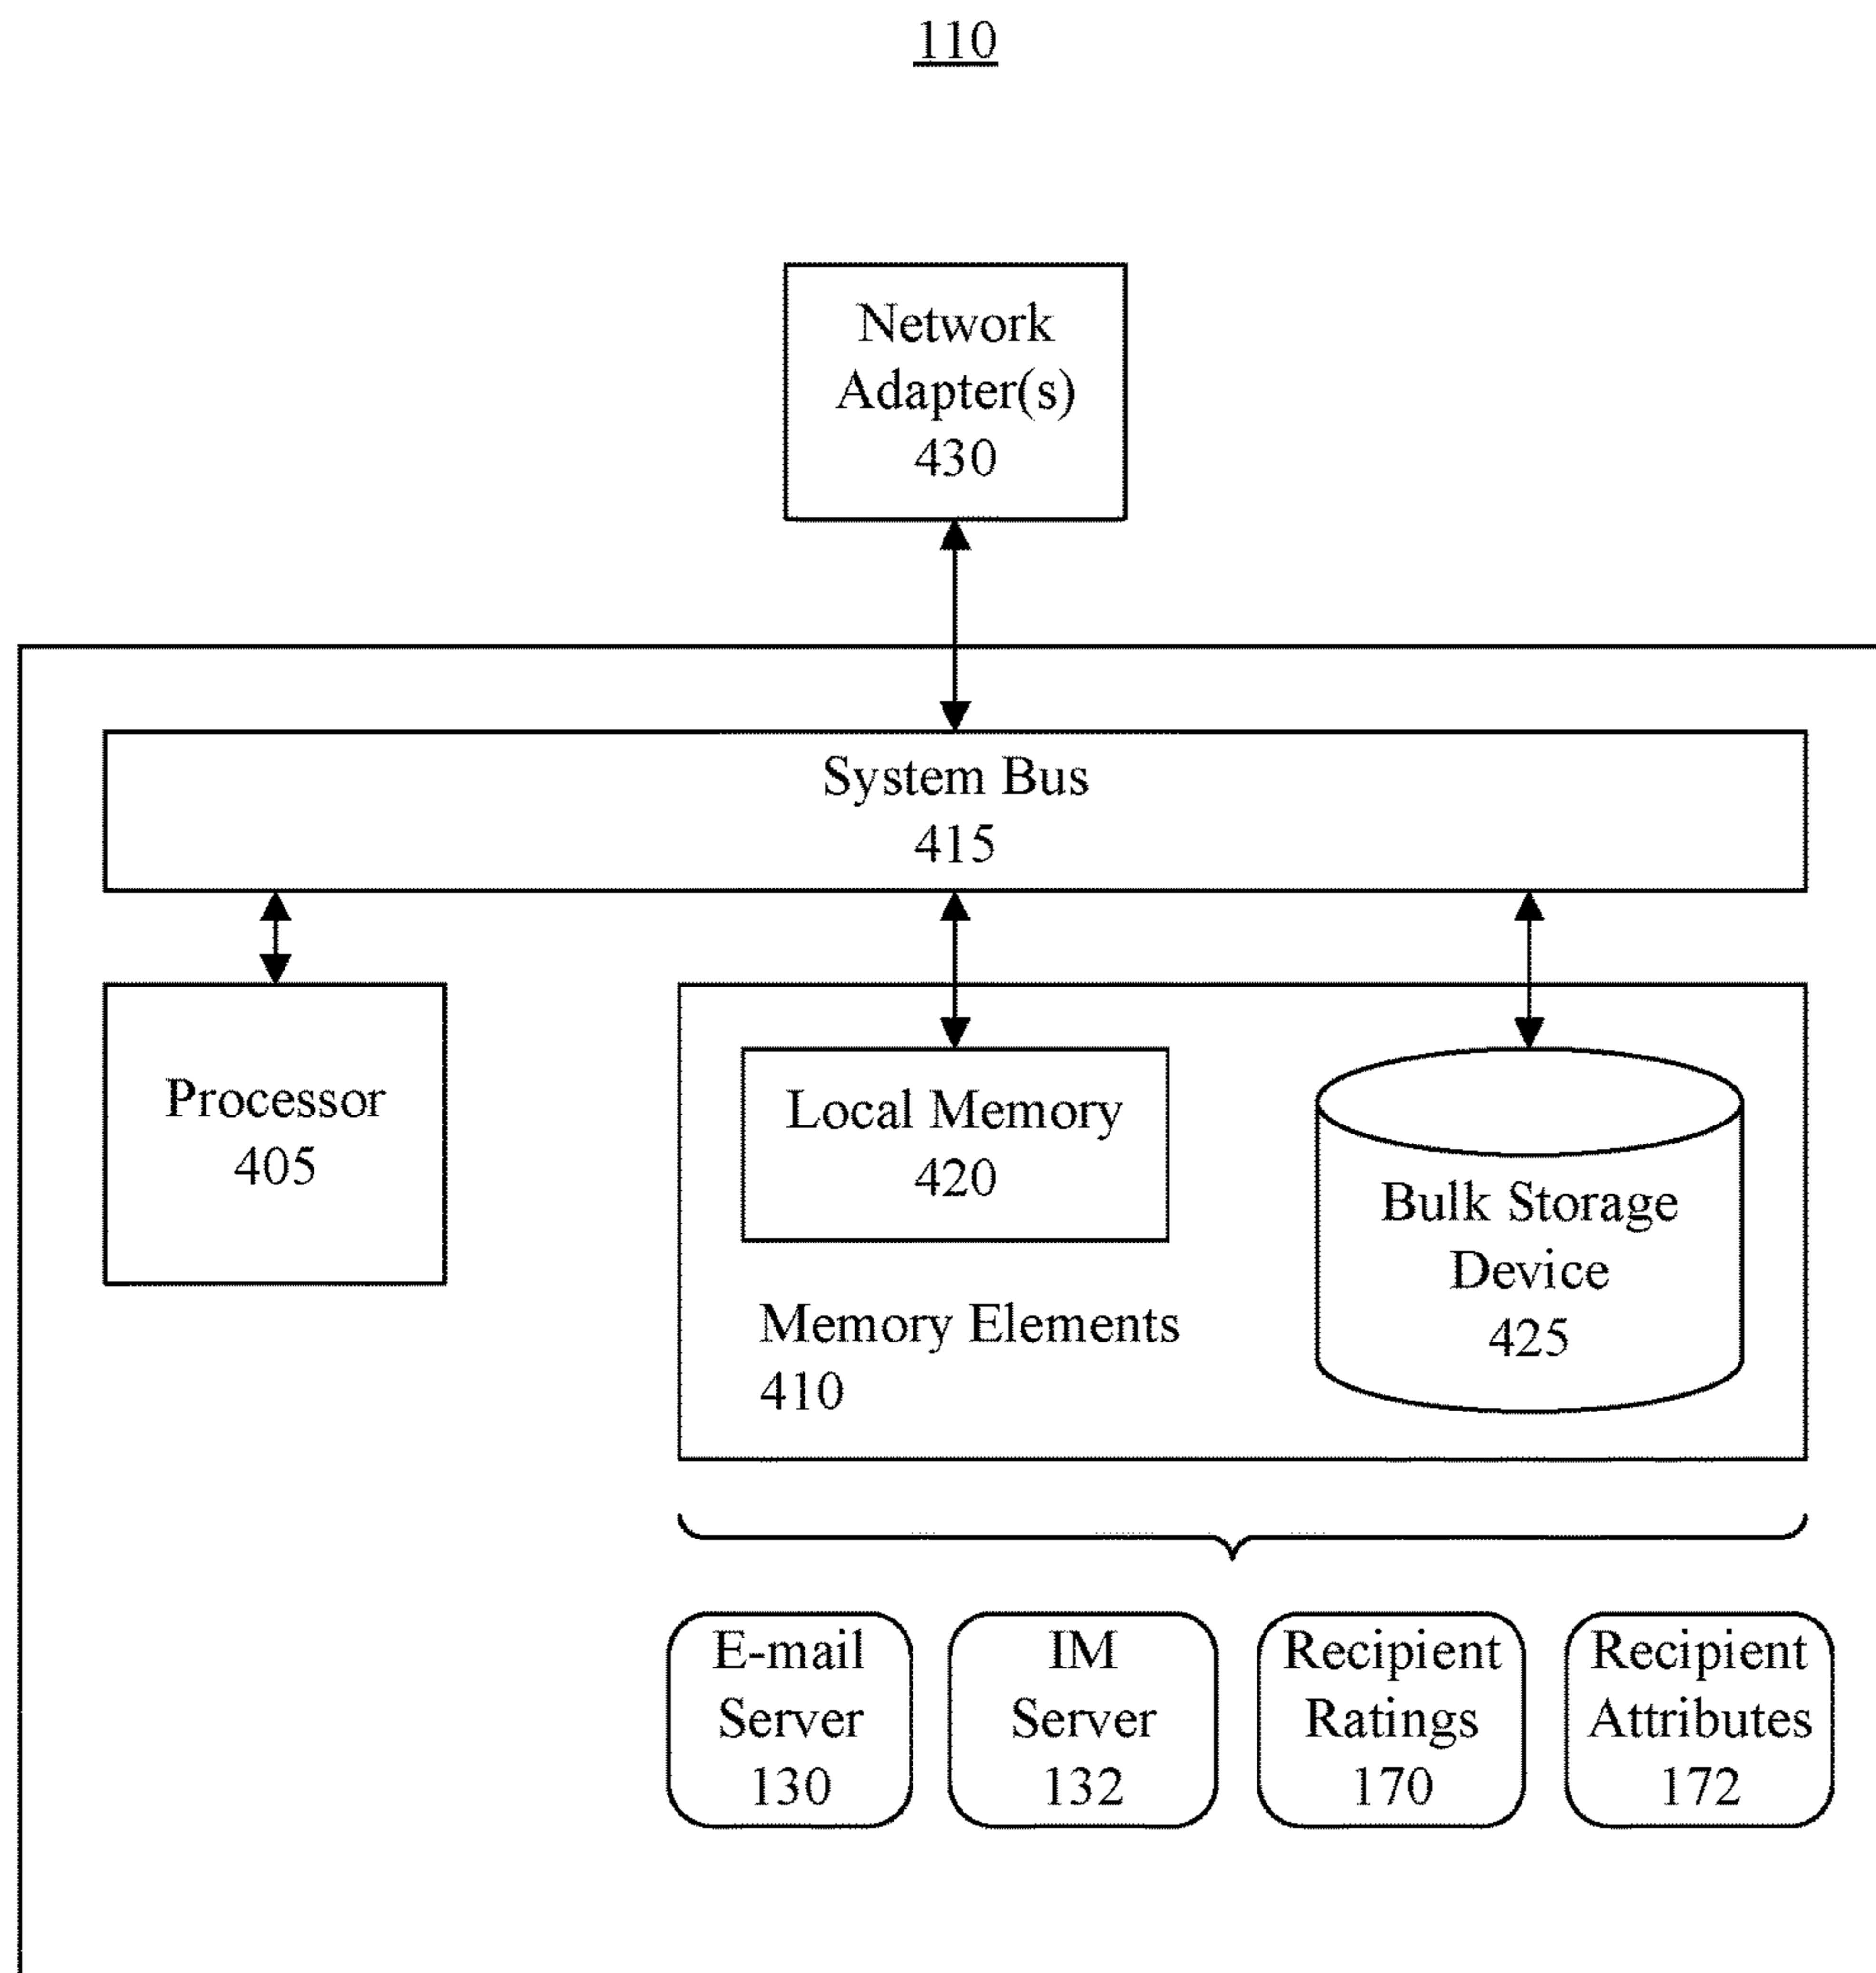 110
Network
Adapter(s)
430
System Bus
415
Processor
405
Local Memory
420
Bulk Storage
Device
425
Memory Elements
410
E-mail
Server
130
IM
Server
132
Recipient
Ratings
170
Recipient
Attributes
172